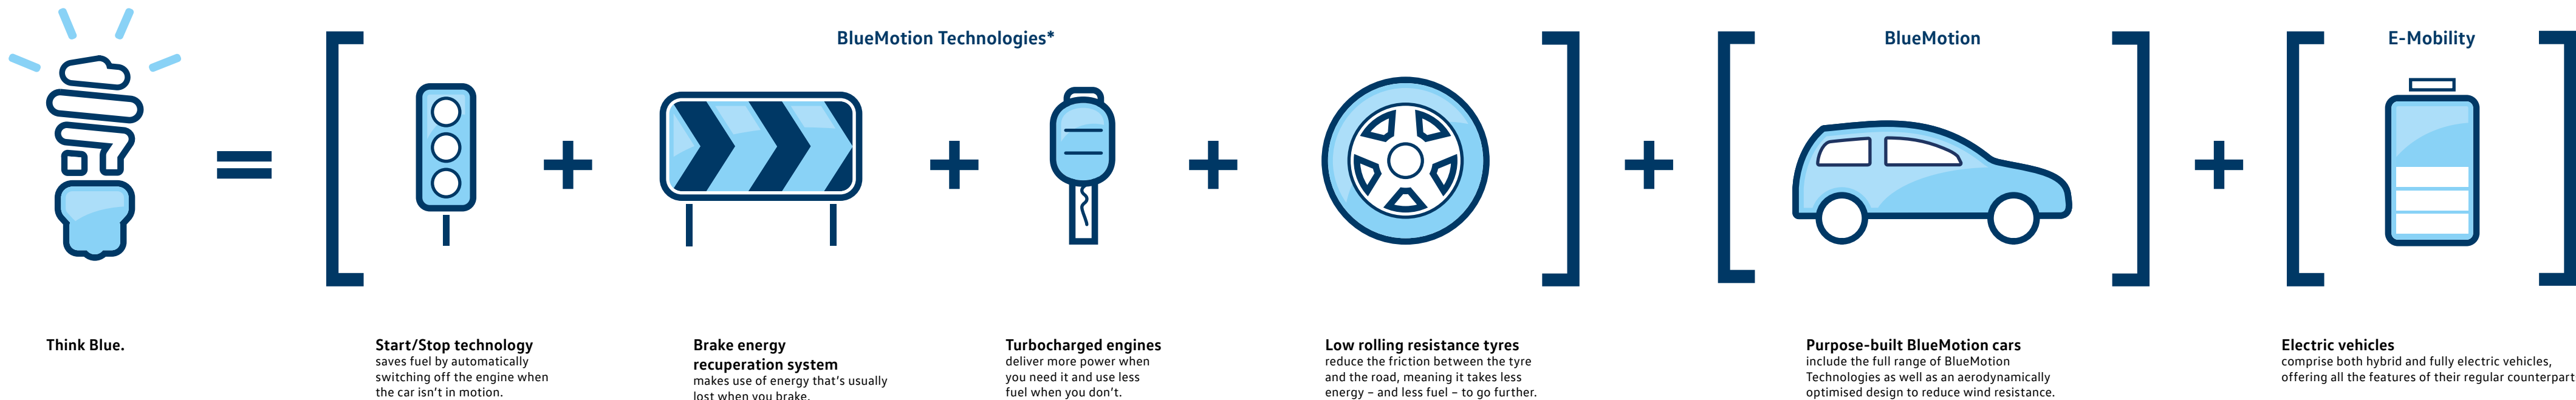 BlueMotion Technologies*
BlueMotion
E-Mobility
Think Blue.
Start/Stop technology
saves fuel by automatically
switching off the engine when
the car isn't in motion.
Brake energy
recuperation system
makes use of energy that's usually
lost when you brake.
Turbocharged engines
deliver more power when
you need it and use less
fuel when you don't.
Low rolling resistance tyres
reduce the friction between the tyre
and the road, meaning it takes less
energy – and less fuel – to go further.
Purpose-built BlueMotion cars
include the full range of BlueMotion
Technologies as well as an aerodynamically
optimised design to reduce wind resistance.
Electric vehicles
comprise both hybrid and fully electric vehicles,
offering all the features of their regular counterpart